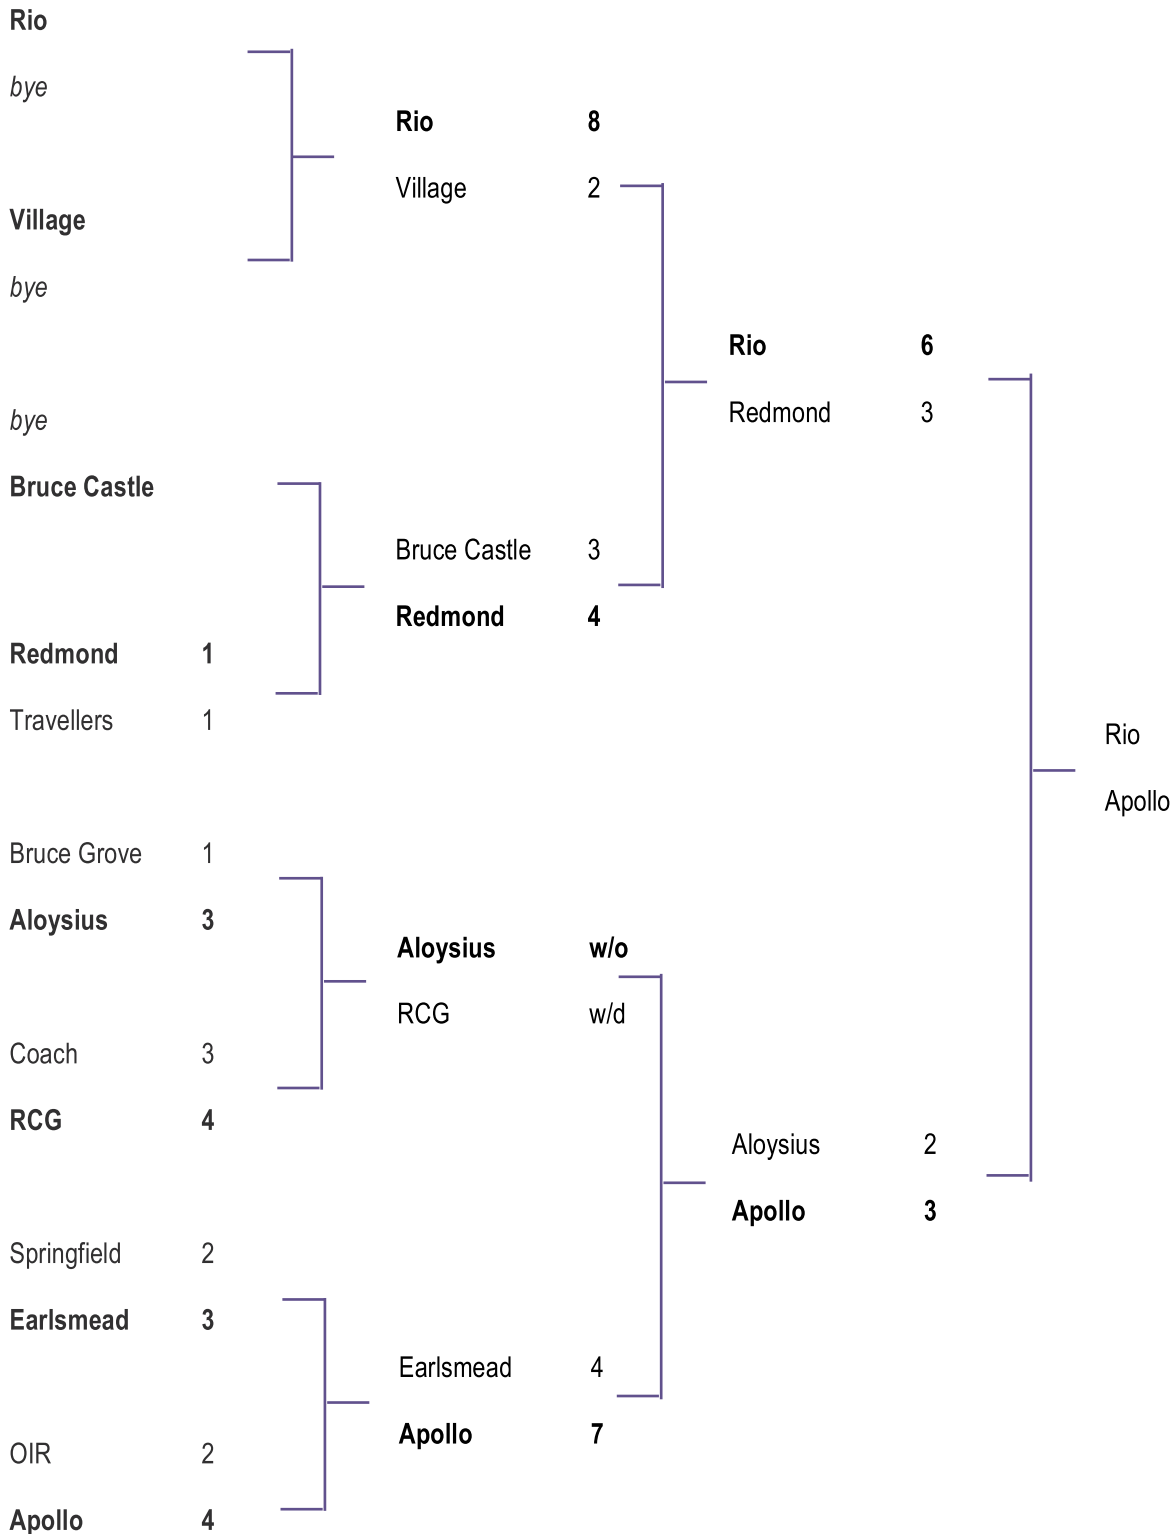 Rio
bye
Village
bye
bye
Bruce Castle
Redmond 1
Travellers 1
Bruce Grove 1
Aloysius 3
Coach 3
RCG 4
Springfield 2
Earlsmead 3
OIR 2
Apollo 4
Rio 8
Village 2
Bruce Castle 3
Redmond 4
Aloysius w/o
RCG w/d
Earlsmead 4
Apollo 7
Rio 6
Redmond 3
Aloysius 2
Apollo 3
Rio
Apollo